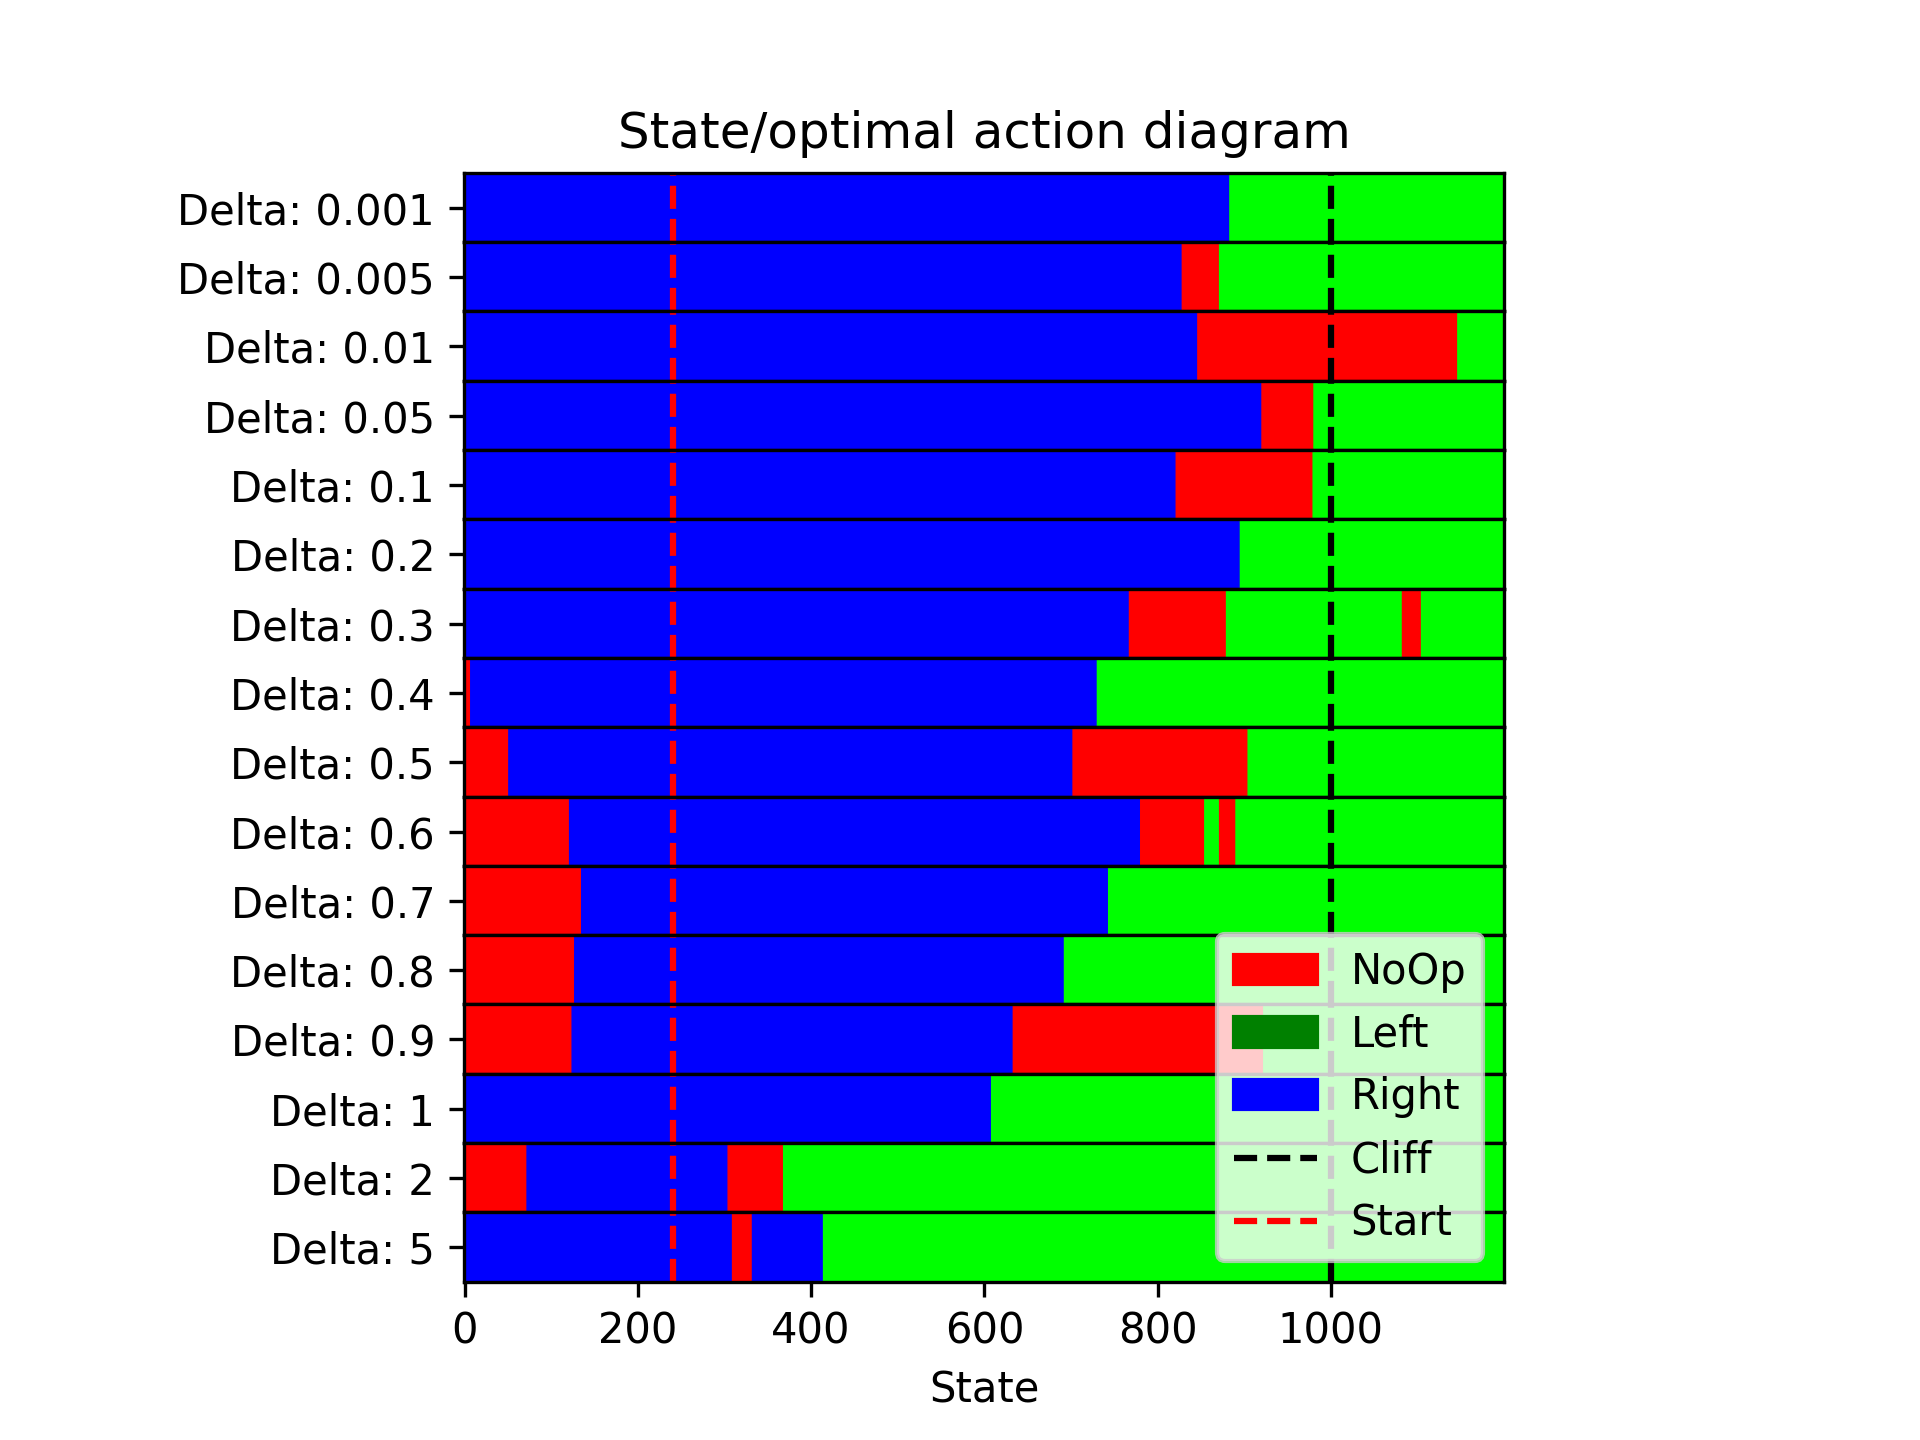 State/optimal action diagram
Delta: 0.001
Delta: 0.005
Delta: 0.01
Delta: 0.05
Delta: 0.1
Delta: 0.2
Delta: 0.3
Delta: 0.4
Delta: 0.5
Delta: 0.6
Delta: 0.7
Delta: 0.8
Delta: 0.9
Delta: 1
Delta: 2
Delta: 5
NoOp
Left
Right
Cliff
Start
0 200 400 600 800 1000
State